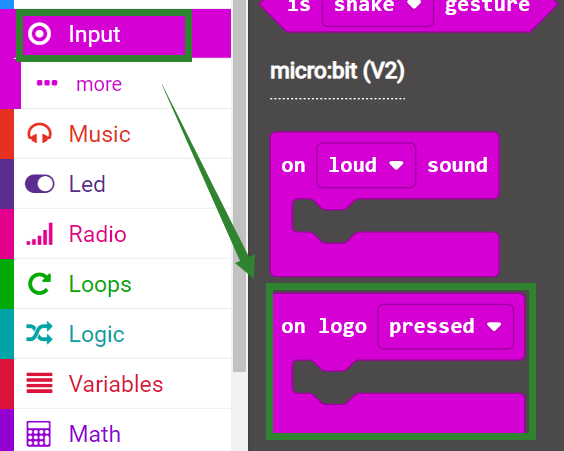 Input
more
Music
Led
Radio
Loops
Logic
Variables
Math
is shake gesture
micro:bit (V2)
on loud sound
on logo pressed